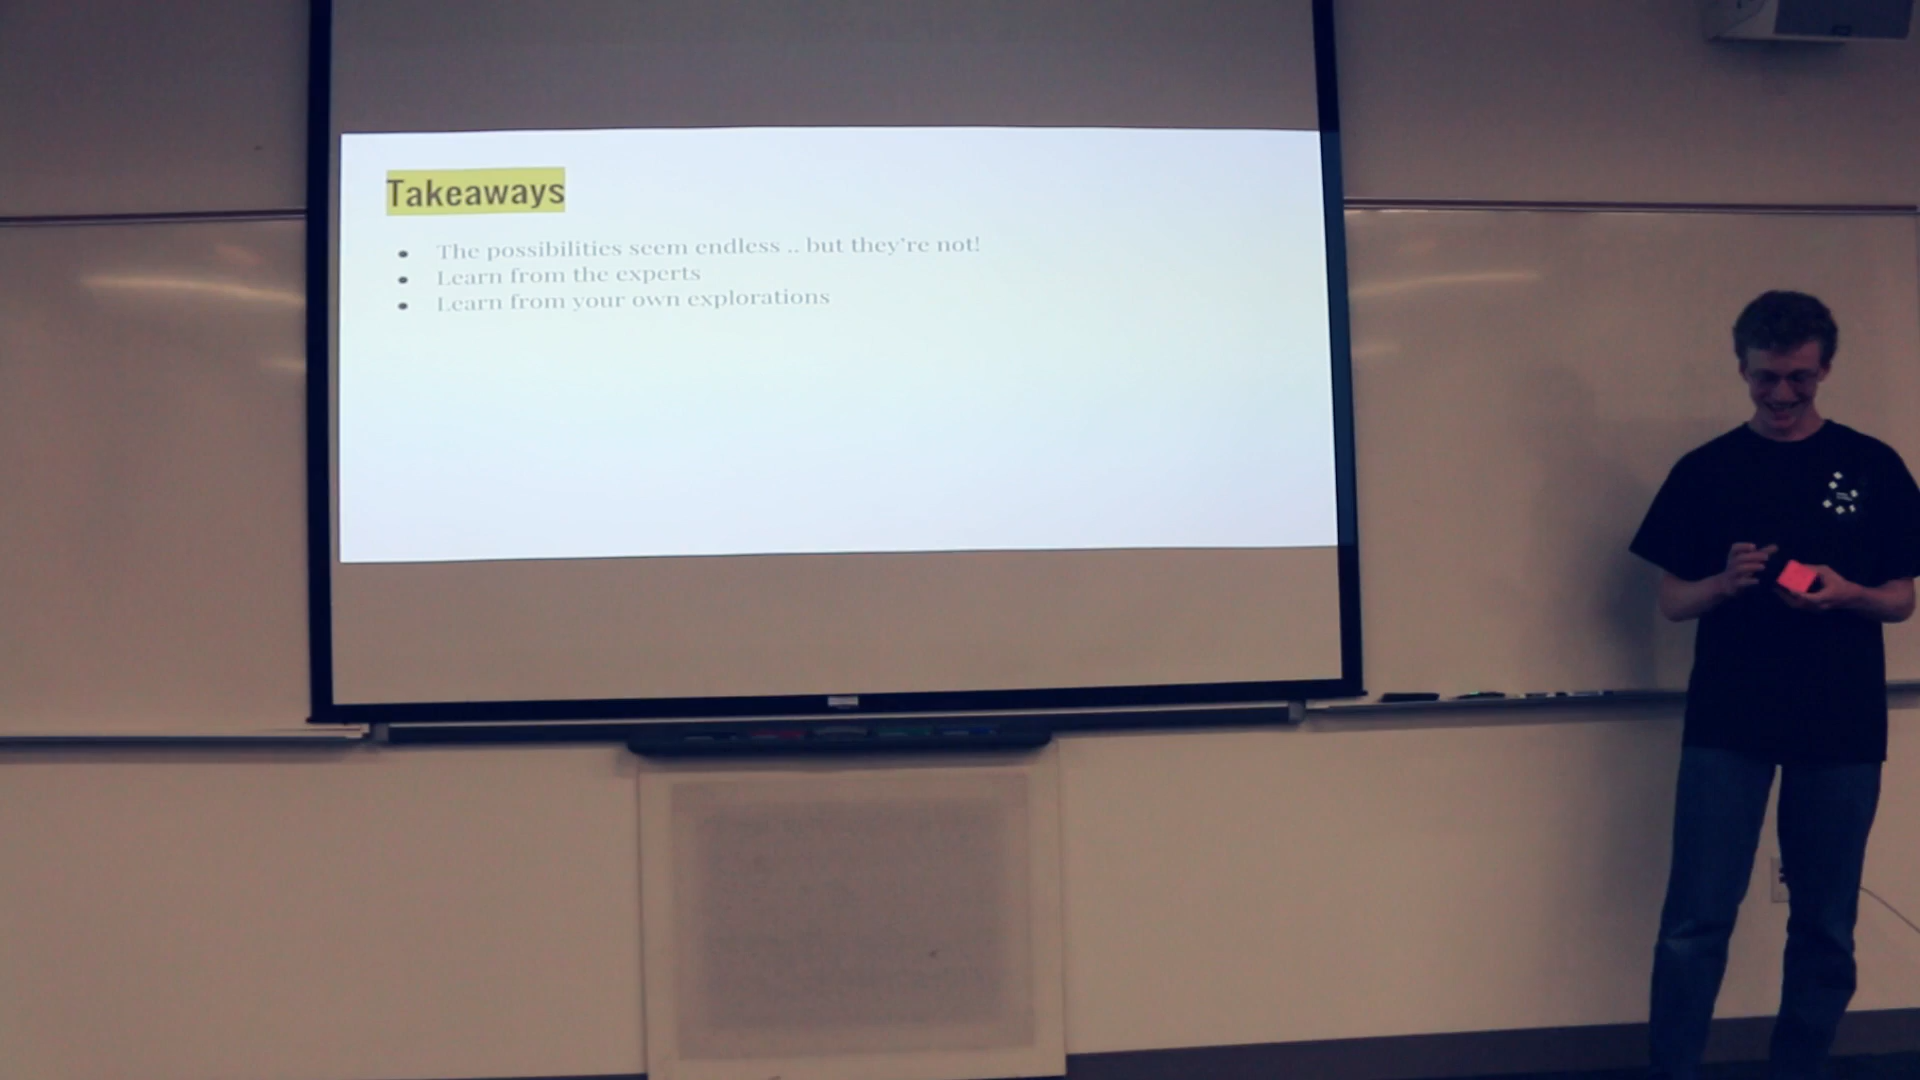 Takeaways
The possibilities seem endless .. but they're not!
Learn from the experts
Learn from your own explorations